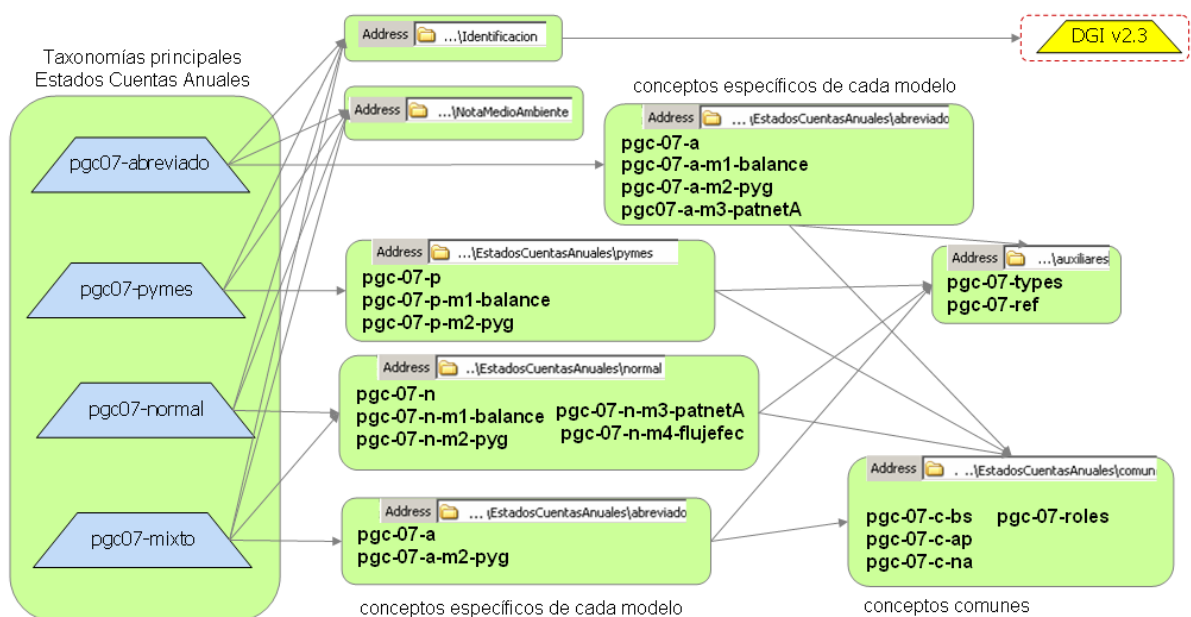 Taxonomías principales
Estados Cuentas Anuales
pgc07-abreviado
pgc07-pymes
pgc07-normal
pgc07-mixto
Address ...\Identificacion
DGI v2.3
Address ...\NotaMedioAmbiente
conceptos específicos de cada modelo
Address ... \EstadosCuentasAnuales\abreviado
pgc-07-a
pgc-07-a-m1-balance
pgc-07-a-m2-pyg
pgc07-a-m3-patnetA
Address ...\EstadosCuentasAnuales\pymes
pgc-07-p
pgc-07-p-m1-balance
pgc-07-p-m2-pyg
Address ...\auxiliares
pgc-07-types
pgc-07-ref
Address ..\EstadosCuentasAnuales\normal
pgc-07-n
pgc-07-n-m1-balance pgc-07-n-m3-patnetA
pgc-07-n-m2-pyg pgc-07-n-m4-flujefec
Address ... \EstadosCuentasAnuales\abreviado
pgc-07-a
pgc-07-a-m2-pyg
conceptos específicos de cada modelo
Address . ..\EstadosCuentasAnuales\comun
pgc-07-c-bs pgc-07-roles
pgc-07-c-ap
pgc-07-c-na
conceptos comunes